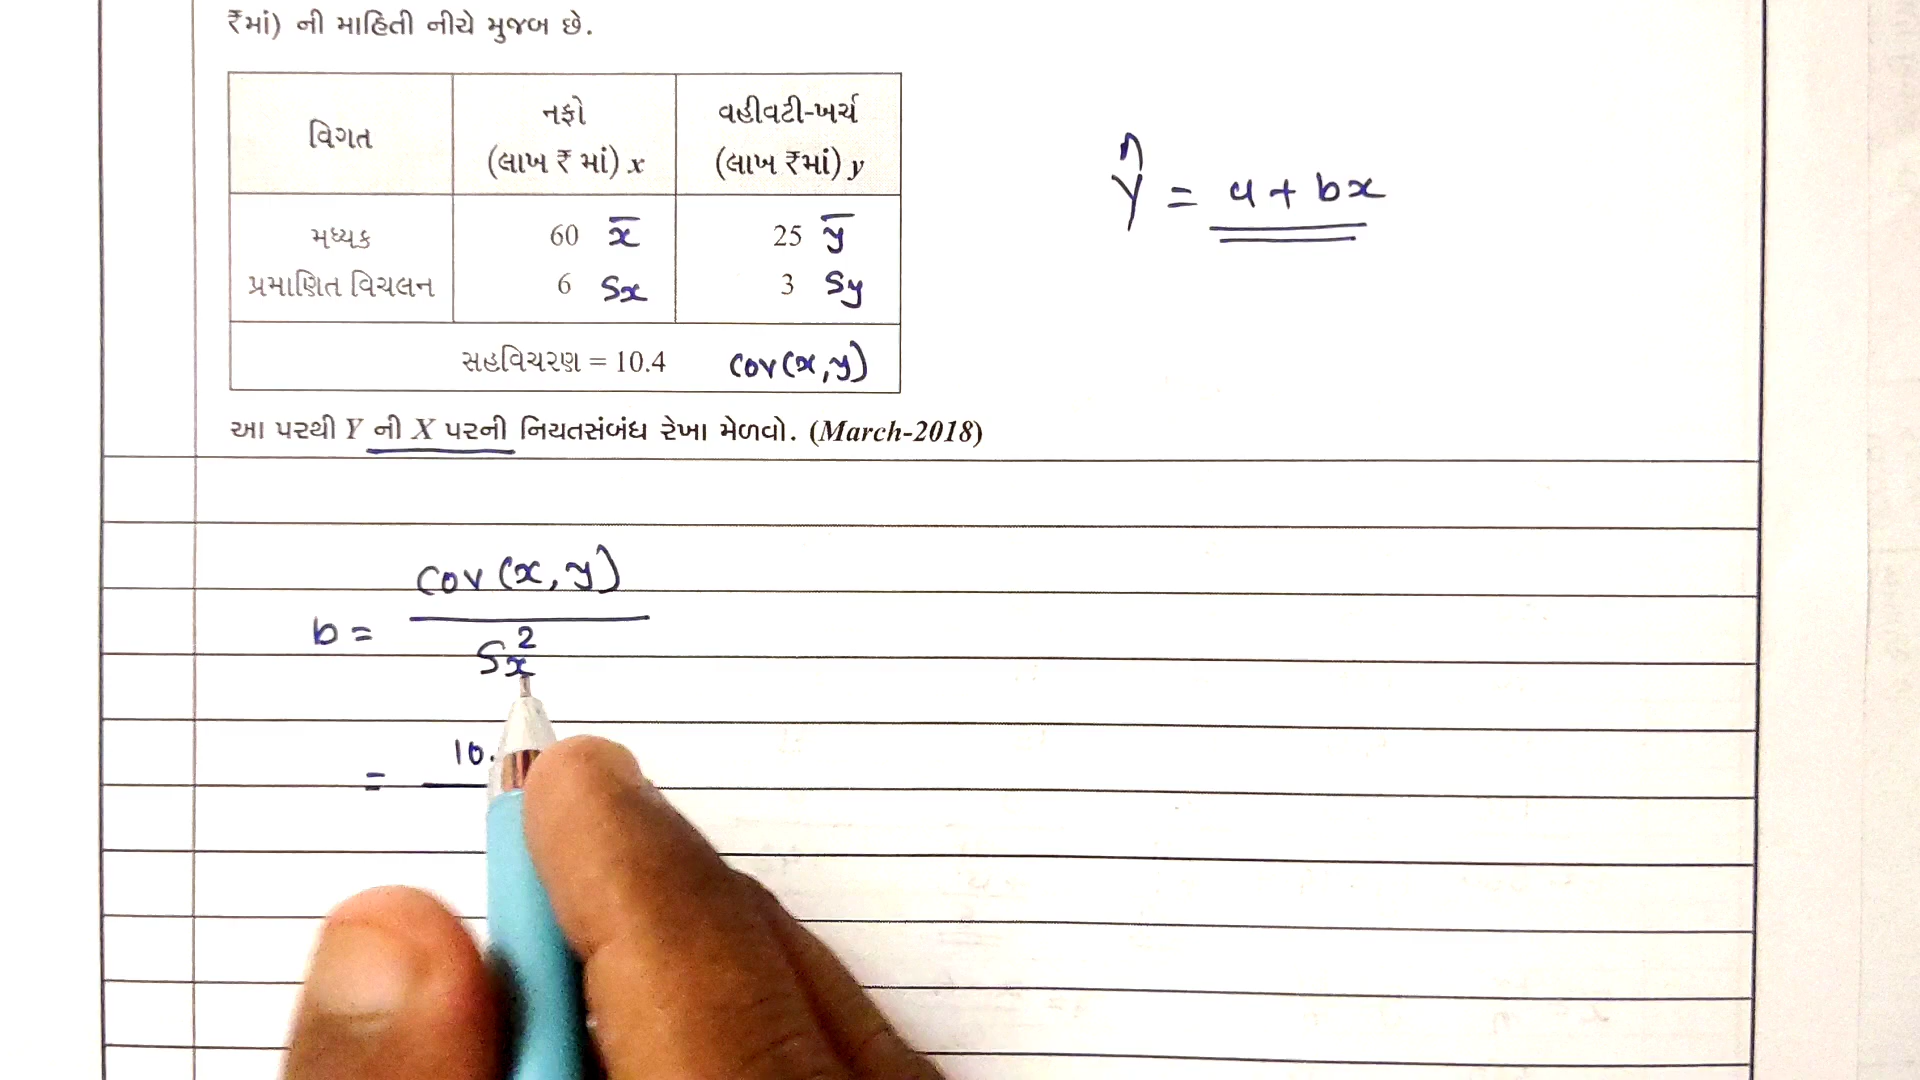 ₹માં) ની માહિતી નીચે મુજબ છે.
વિગત
નફો
(લાખ ₹ માં) x
વહીવટી-ખર્ચ
(લાખ ₹માં) y
મધ્યક 60 x̄ 25 ȳ
પ્રમાણિત વિચલન 6 Sx 3 Sy
સહવિચરણ = 10.4 cov(x,y)
Ŷ = a + bx
આ પરથી Y ની X પરની નિયતસંબંધ રેખા મેળવો. (March-2018)
cov (x, y)
b =
Sx²
10.
=